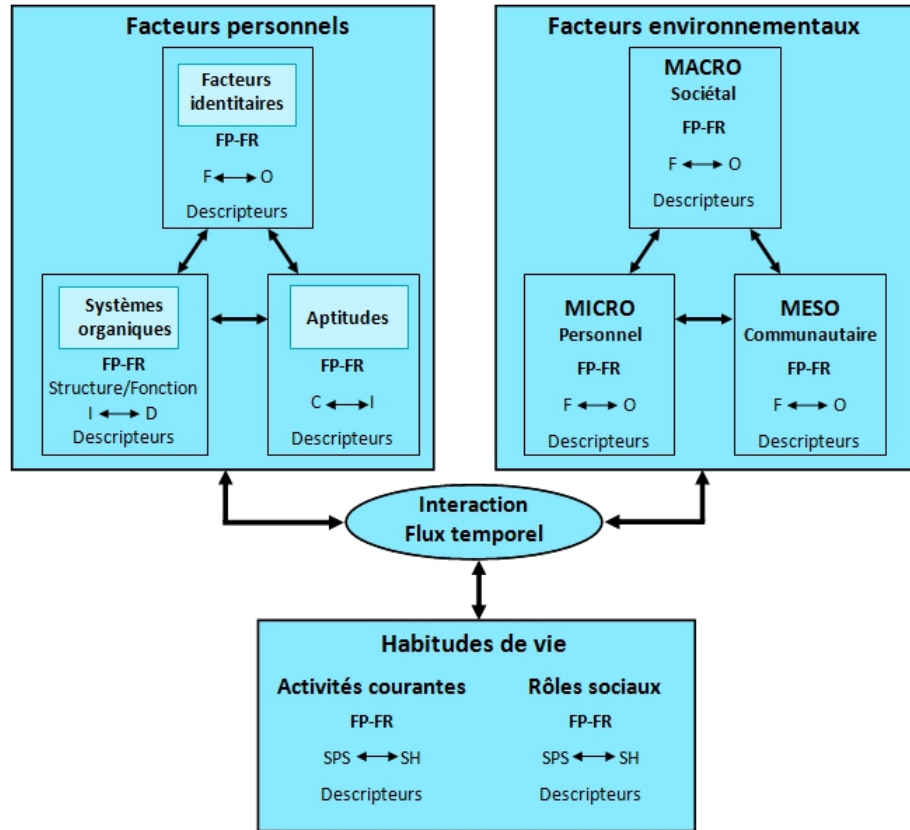 Facteurs personnels
Facteurs
identitaires
FP-FR
F O
Descripteurs
Systèmes
organiques
FP-FR
Structure/Fonction
I D
Descripteurs
Aptitudes
FP-FR
C I
Descripteurs
Facteurs environnementaux
MACRO
Sociétal
FP-FR
F O
Descripteurs
MICRO
Personnel
FP-FR
F O
Descripteurs
MESO
Communautaire
FP-FR
F O
Descripteurs
Interaction
Flux temporel
Habitudes de vie
Activités courantes
FP-FR
SPS SH
Descripteurs
Rôles sociaux
FP-FR
SPS SH
Descripteurs